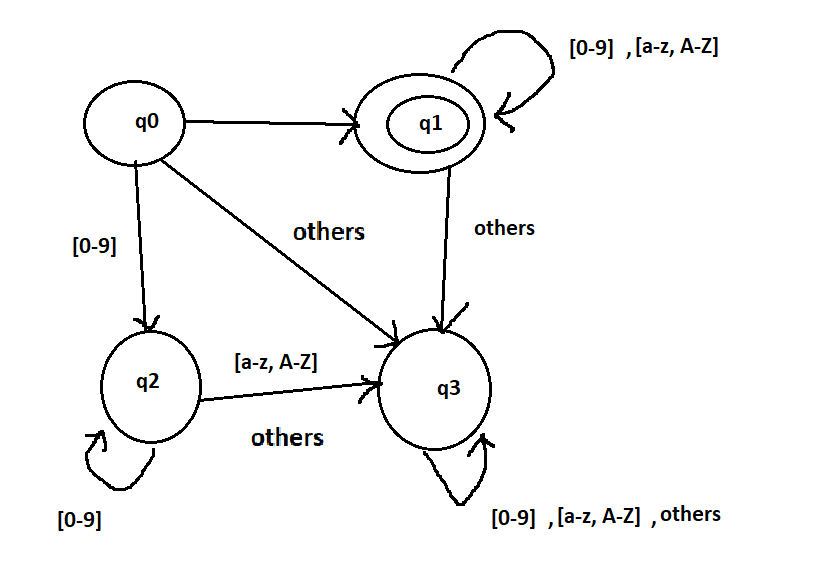 [0-9] ,[a-z, A-Z]
q0
q1
others
others
[0-9]
[a-z, A-Z]
q2
q3
others
[0-9]
[0-9] ,[a-z, A-Z] ,others